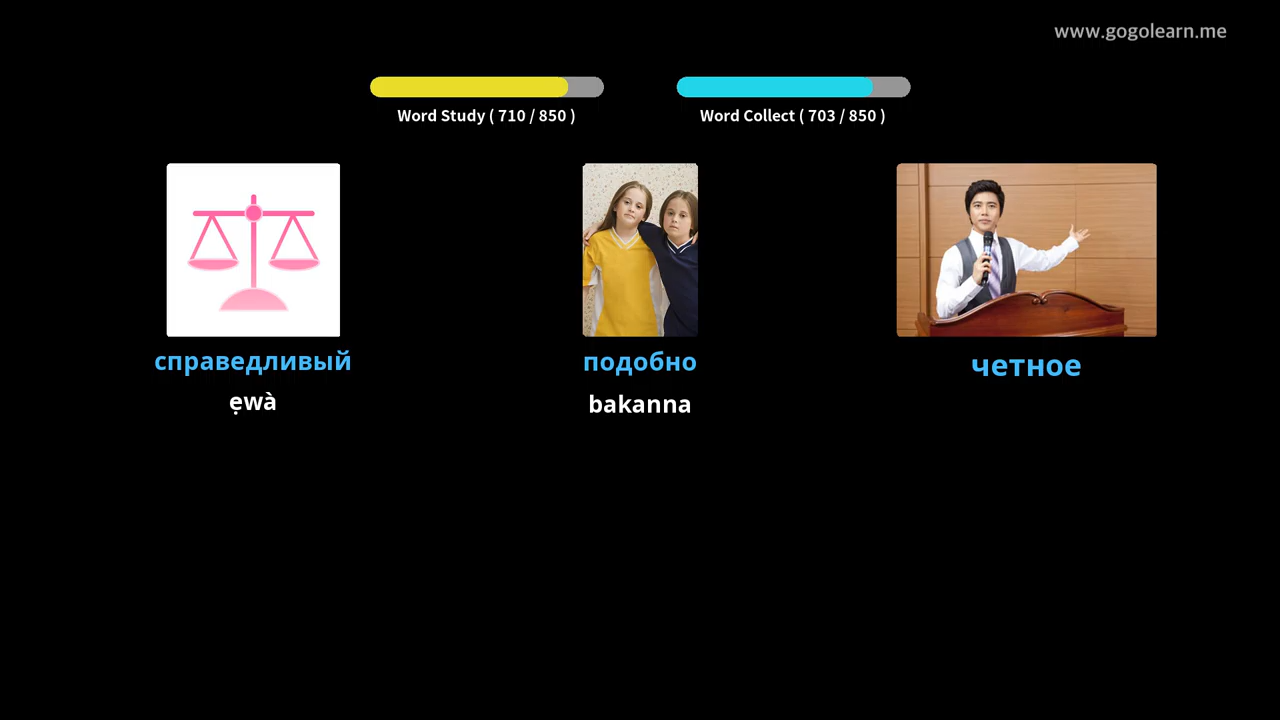 www.gogolearn.me
Word Study ( 710 / 850 )
Word Collect ( 703 / 850 )
справедливый
ẹwà
подобно
bakanna
четное